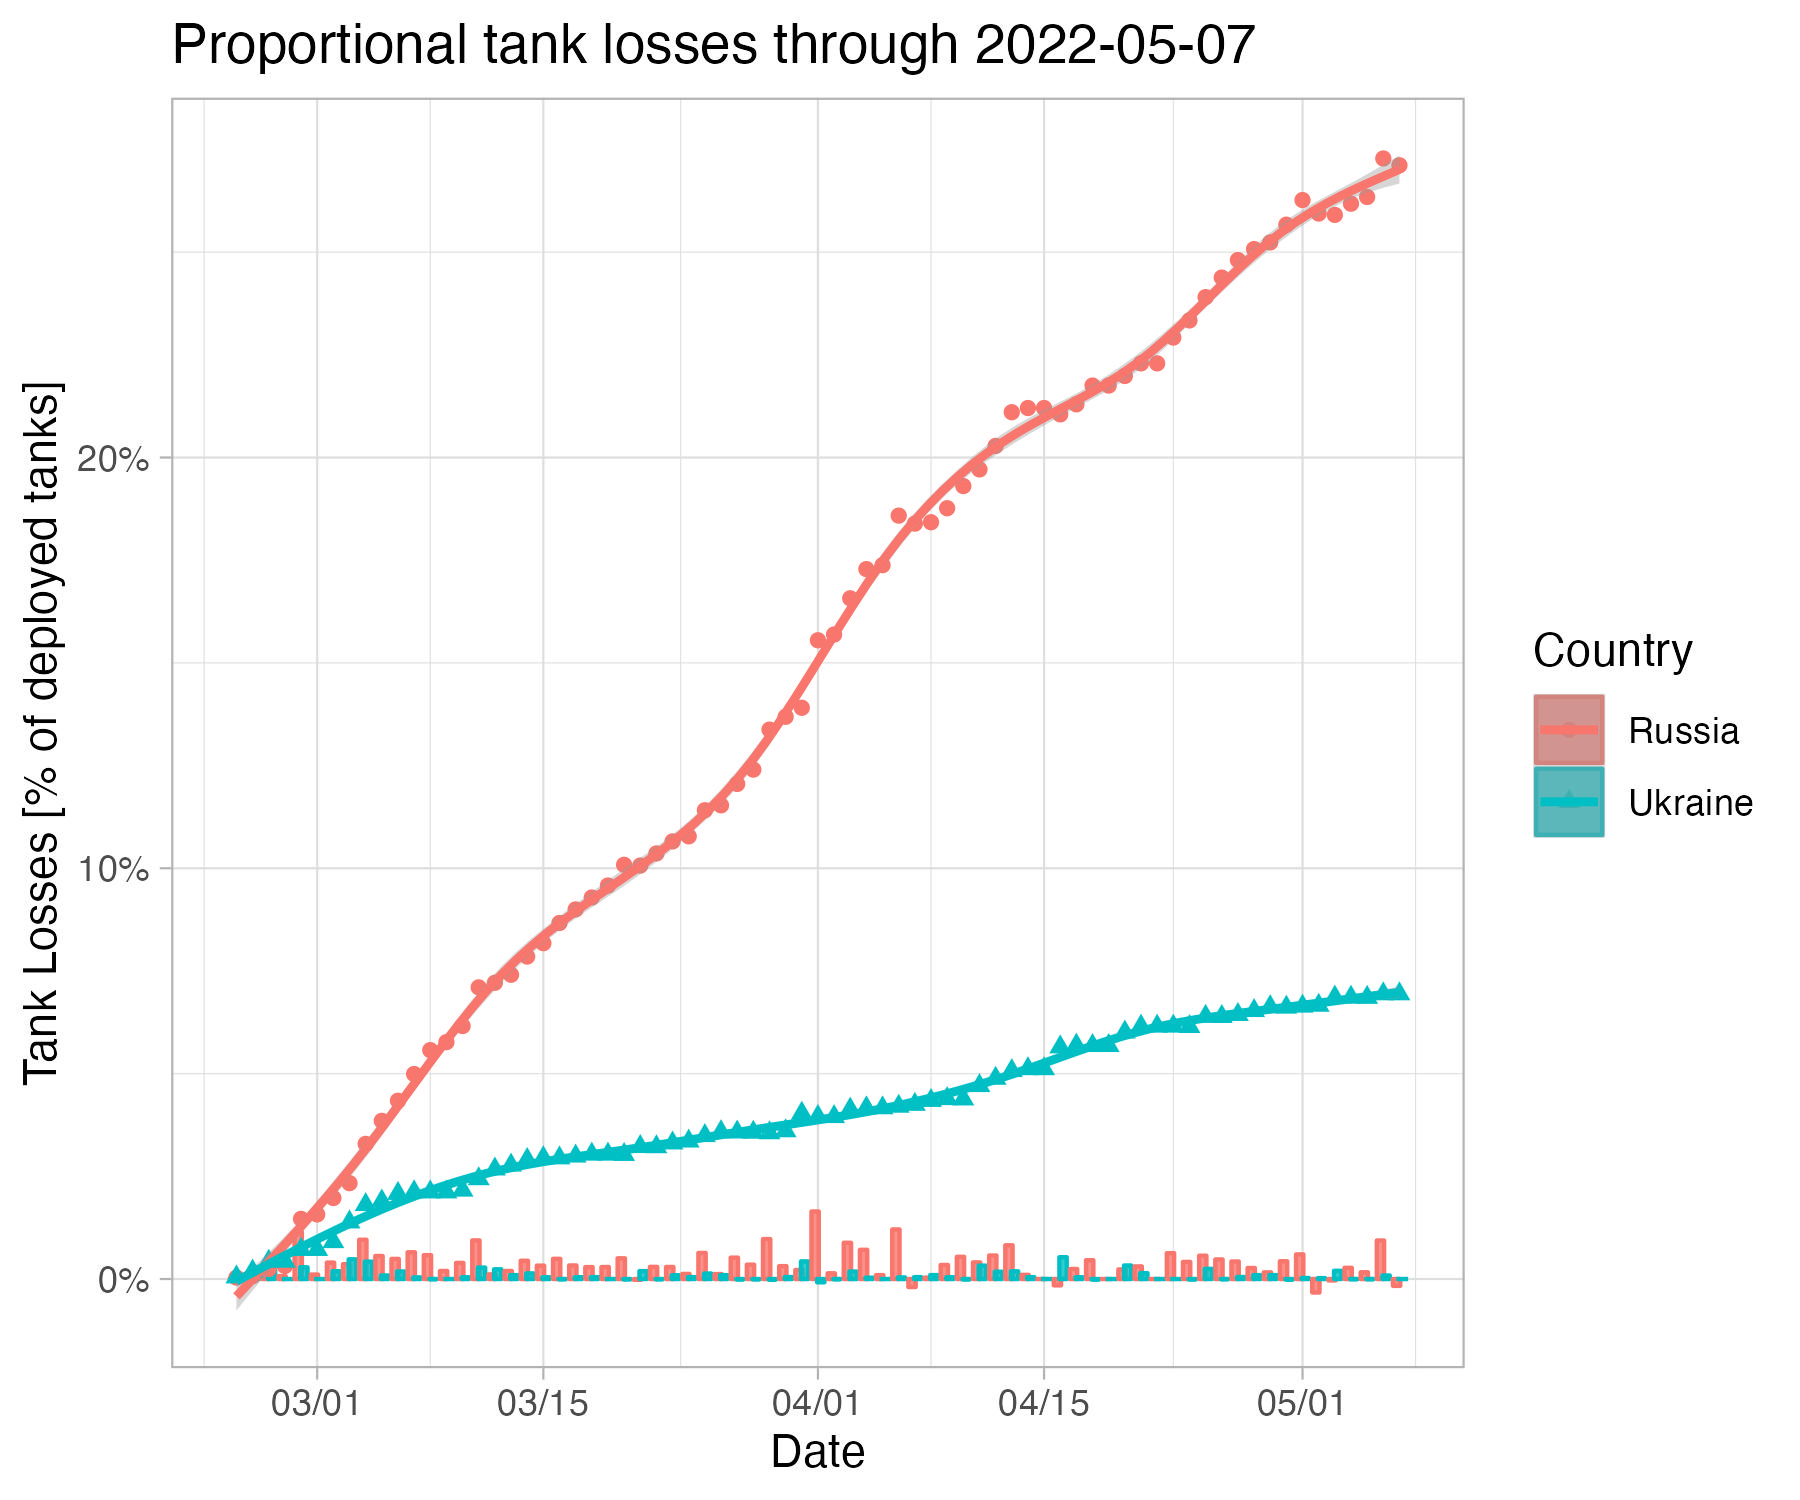 Proportional tank losses through 2022-05-07
Tank Losses [% of deployed tanks]
20%
10%
0%
03/01
03/15
04/01
04/15
05/01
Date
Country
Russia
Ukraine